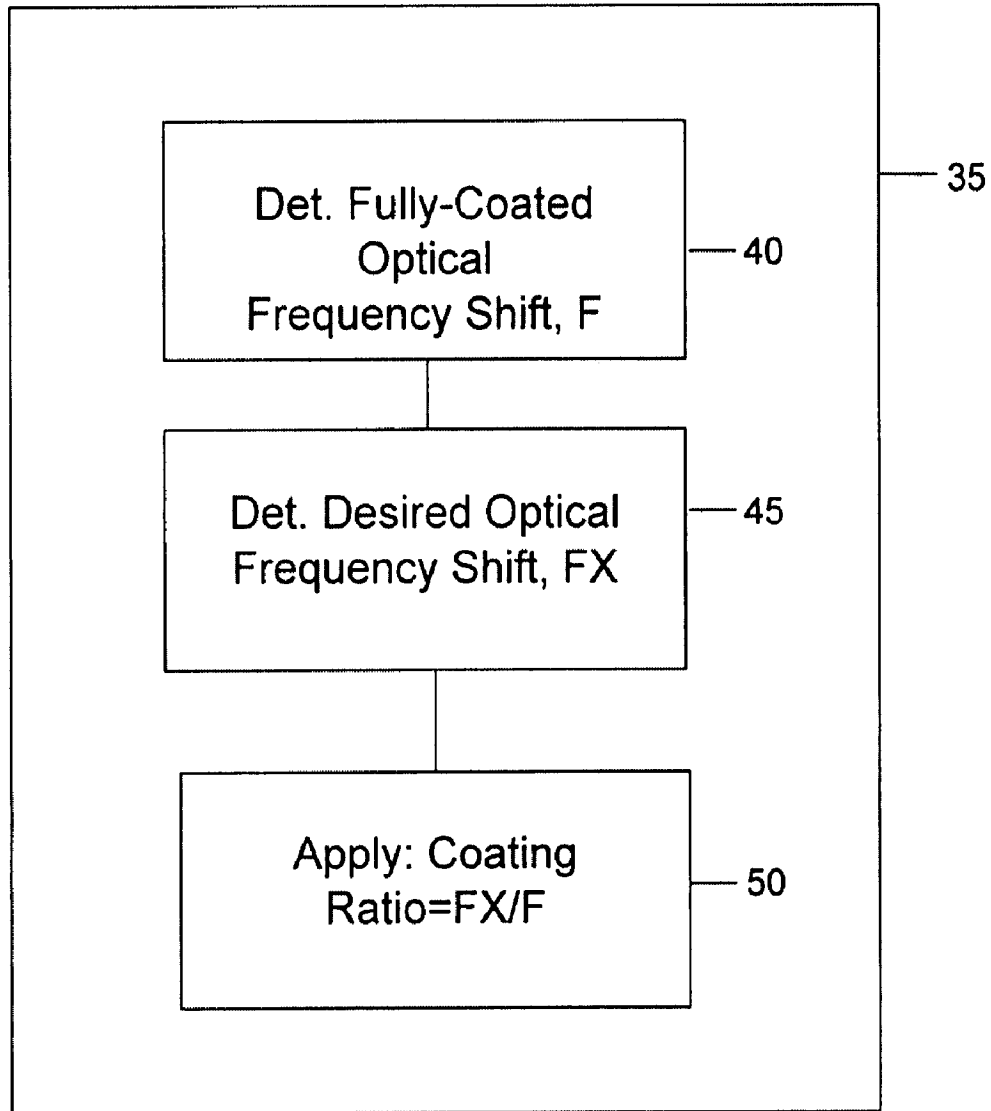 35
Det. Fully-Coated
Optical
Frequency Shift, F
40
Det. Desired Optical
Frequency Shift, FX
45
Apply: Coating
Ratio=FX/F
50